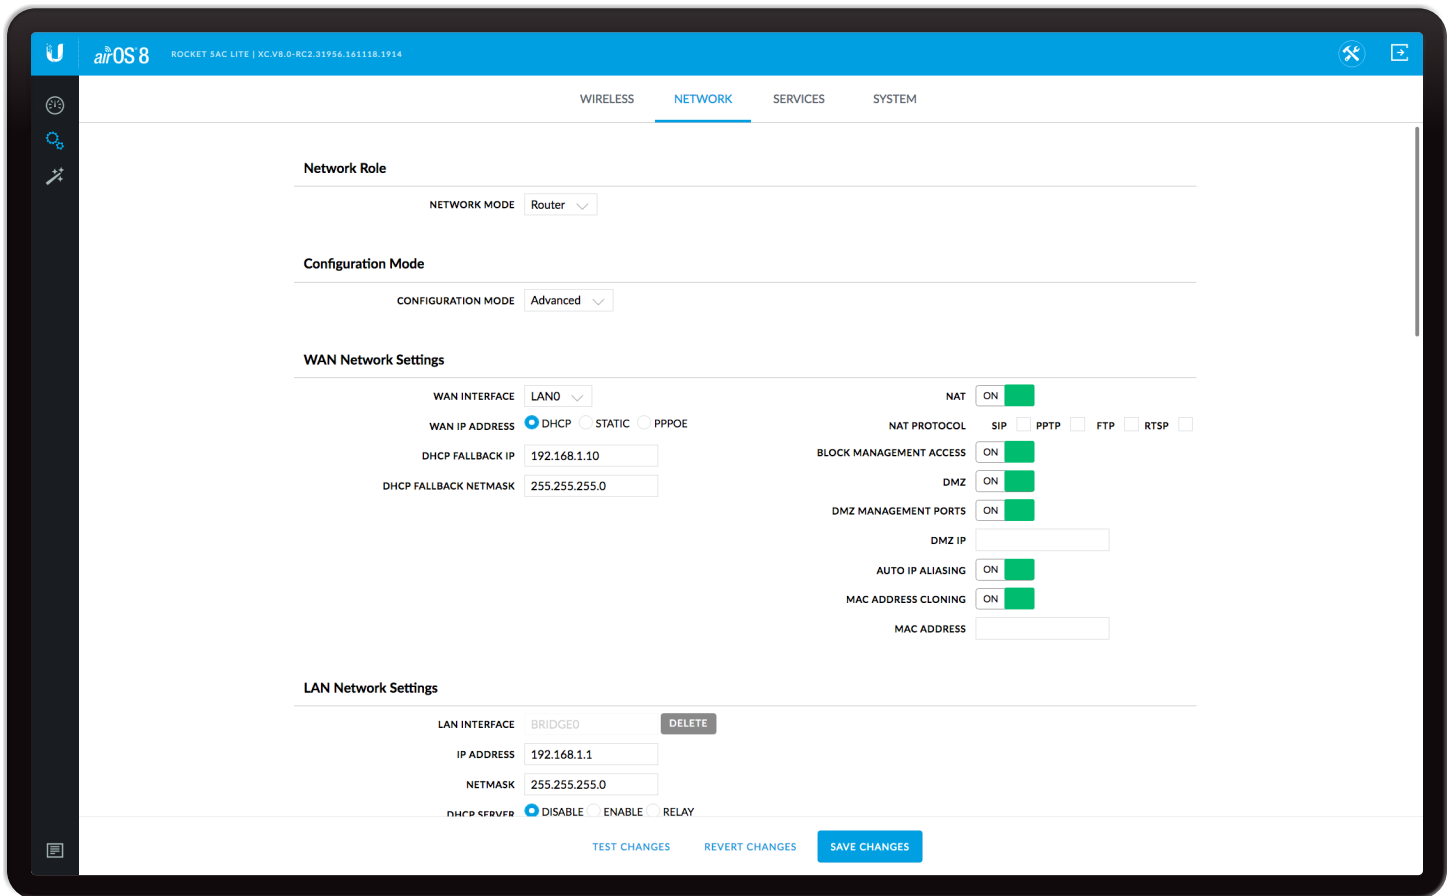 airOS 8 ROCKET 5AC LITE | XC.V8.0-RC2.31956.161118.1914
WIRELESS NETWORK SERVICES SYSTEM
Network Role
NETWORK MODE Router
Configuration Mode
CONFIGURATION MODE Advanced
WAN Network Settings
WAN INTERFACE LAN0 NAT ON
WAN IP ADDRESS DHCP STATIC PPPOE NAT PROTOCOL SIP PPTP FTP RTSP
DHCP FALLBACK IP 192.168.1.10 BLOCK MANAGEMENT ACCESS ON
DHCP FALLBACK NETMASK 255.255.255.0 DMZ ON
DMZ MANAGEMENT PORTS ON
DMZ IP
AUTO IP ALIASING ON
MAC ADDRESS CLONING ON
MAC ADDRESS
LAN Network Settings
LAN INTERFACE BRIDGE0 DELETE
IP ADDRESS 192.168.1.1
NETMASK 255.255.255.0
DHCP SERVER DISABLE ENABLE RELAY
TEST CHANGES REVERT CHANGES SAVE CHANGES